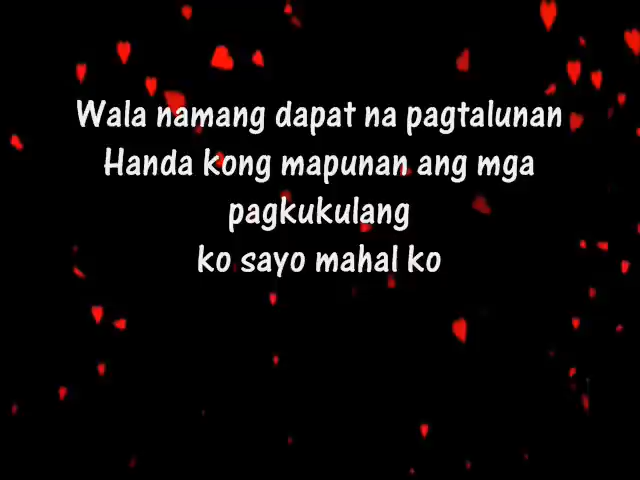 Wala namang dapat na pagtalunan
Handa kong mapunan ang mga
pagkukulang
ko sayo mahal ko